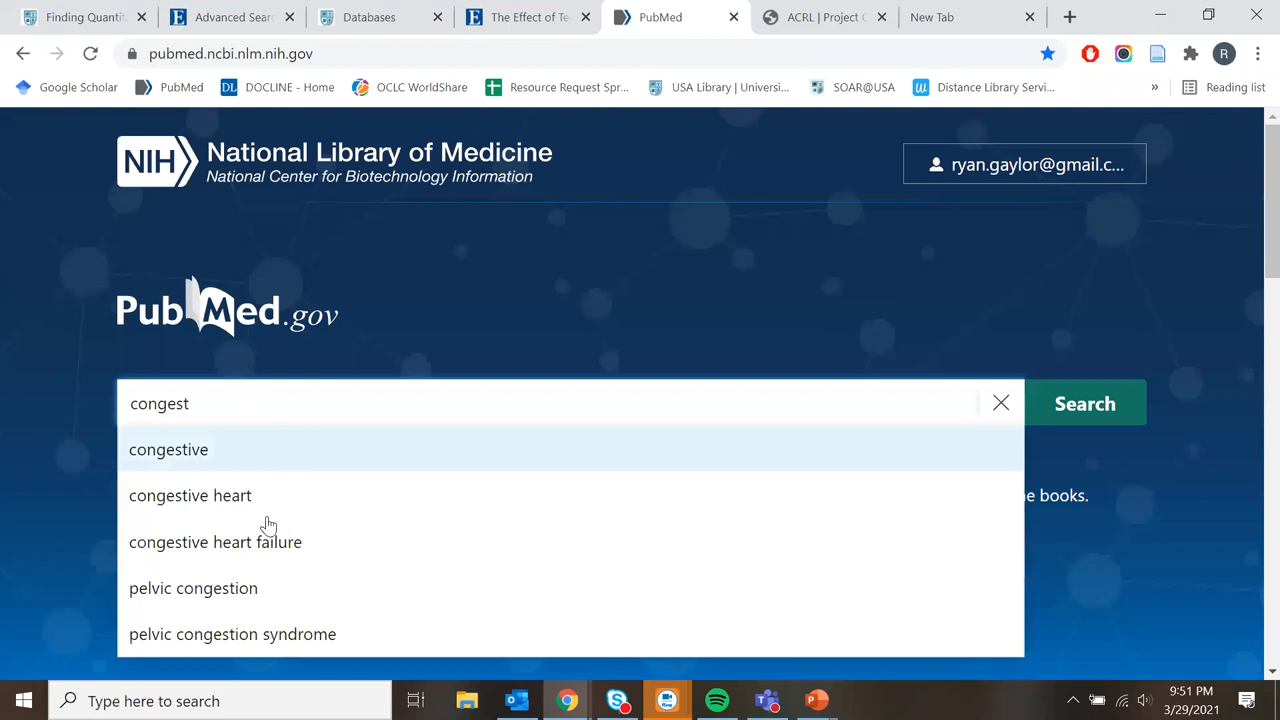 Finding Quantit
Advanced Sear
Databases
The Effect of Te
PubMed
ACRL | Project
New Tab
pubmed.ncbi.nlm.nih.gov
R
Google Scholar
PubMed
DL DOCLINE - Home
OCLC WorldShare
Resource Request Spr...
USA Library | Universi...
SOAR@USA
Distance Library Servi...
»
Reading list
NIH National Library of Medicine
National Center for Biotechnology Information
ryan.gaylor@gmail.c...
PubMed.gov
congest
Search
congestive
congestive heart
e books.
congestive heart failure
pelvic congestion
pelvic congestion syndrome
Type here to search
9:51 PM
3/29/2021